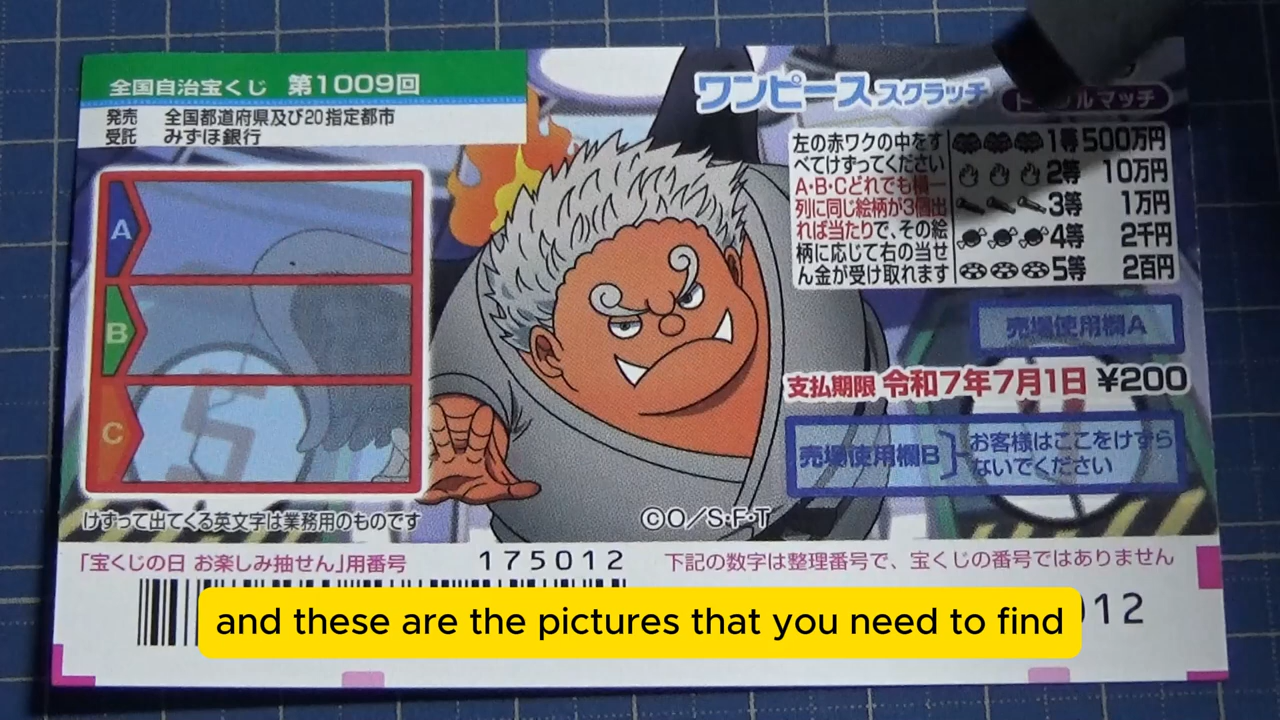 全国自治宝くじ 第1009回
発売 全国都道府県及び20指定都市
受託 みずほ銀行
ワンピーススクラッチ
ルマッチ
左の赤ワクの中をす
べてけずってください
A・B・Cどれでも横一
列に同じ絵柄が3個出
れば当たりで、その絵
柄に応じて右の当せ
ん金が受け取れます
1等 500万円
2等 10万円
3等 1万円
4等 2千円
5等 2百円
A
B
C
S
売場使用欄A
支払期限 令和7年7月1日 ¥200
売場使用欄B
お客様はここをけずら
ないでください
©O/S・F・T
けずって出てくる英文字は業務用のものです
「宝くじの日 お楽しみ抽せん」用番号 175012
下記の数字は整理番号で、宝くじの番号ではありません
12
and these are the pictures that you need to find